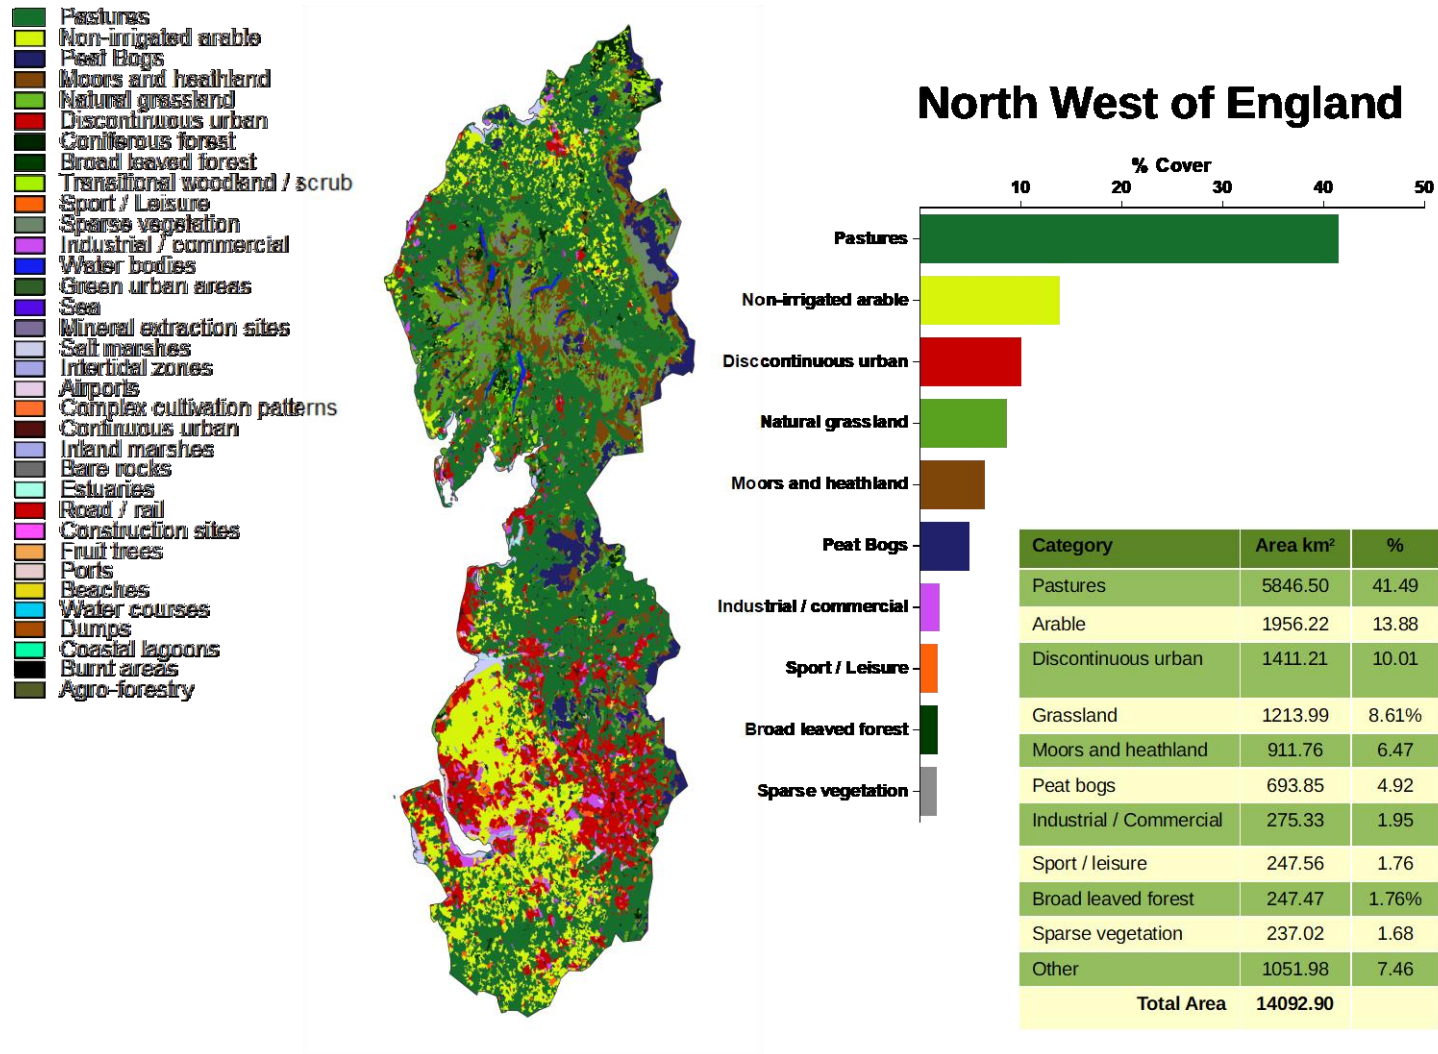 Pastures
Non-irrigated arable
Peat Bogs
Moors and heathland
Natural grassland
Discontinuous urban
Coniferous forest
Broad leaved forest
Transitional woodland / scrub
Sport / Leisure
Sparse vegetation
Industrial / commercial
Water bodies
Green urban areas
Sea
Mineral extraction sites
Salt marshes
Intertidal zones
Airports
Complex cultivation patterns
Continuous urban
Inland marshes
Bare rocks
Estuaries
Road / rail
Construction sites
Fruit trees
Ports
Beaches
Water courses
Dumps
Coastal lagoons
Burnt areas
Agro-forestry
North West of England
% Cover
10 20 30 40 50
Pastures
Non-irrigated arable
Discontinuous urban
Natural grassland
Moors and heathland
Peat Bogs
Industrial / commercial
Sport / Leisure
Broad leaved forest
Sparse vegetation
Category Area km² %
Pastures 5846.50 41.49
Arable 1956.22 13.88
Discontinuous urban 1411.21 10.01
Grassland 1213.99 8.61%
Moors and heathland 911.76 6.47
Peat bogs 693.85 4.92
Industrial / Commercial 275.33 1.95
Sport / leisure 247.56 1.76
Broad leaved forest 247.47 1.76%
Sparse vegetation 237.02 1.68
Other 1051.98 7.46
Total Area 14092.90